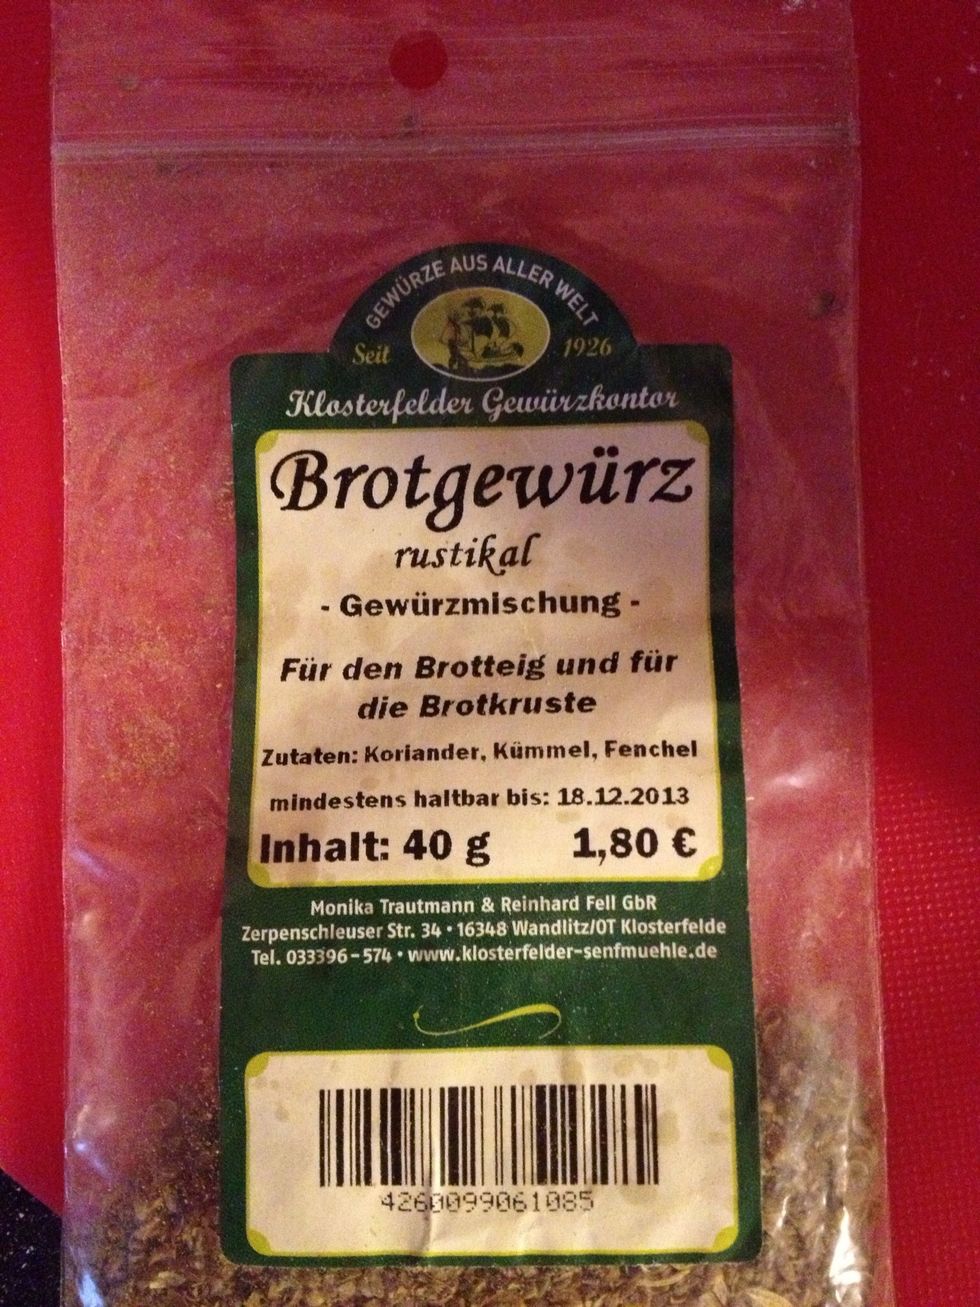 GEWÜRZE AUS ALLER WELT
Seit 1926
Klosterfelder Gewürzkontor
Brotgewürz
rustikal
- Gewürzmischung -
Für den Brotteig und für
die Brotkruste
Zutaten: Koriander, Kümmel, Fenchel
mindestens haltbar bis: 18.12.2013
Inhalt: 40 g 1,80 €
Monika Trautmann & Reinhard Fell GbR
Zerpenschleuser Str. 34 • 16348 Wandlitz/OT Klosterfelde
Tel. 033396-574 • www.klosterfelder-senfmuehle.de
4260099061085